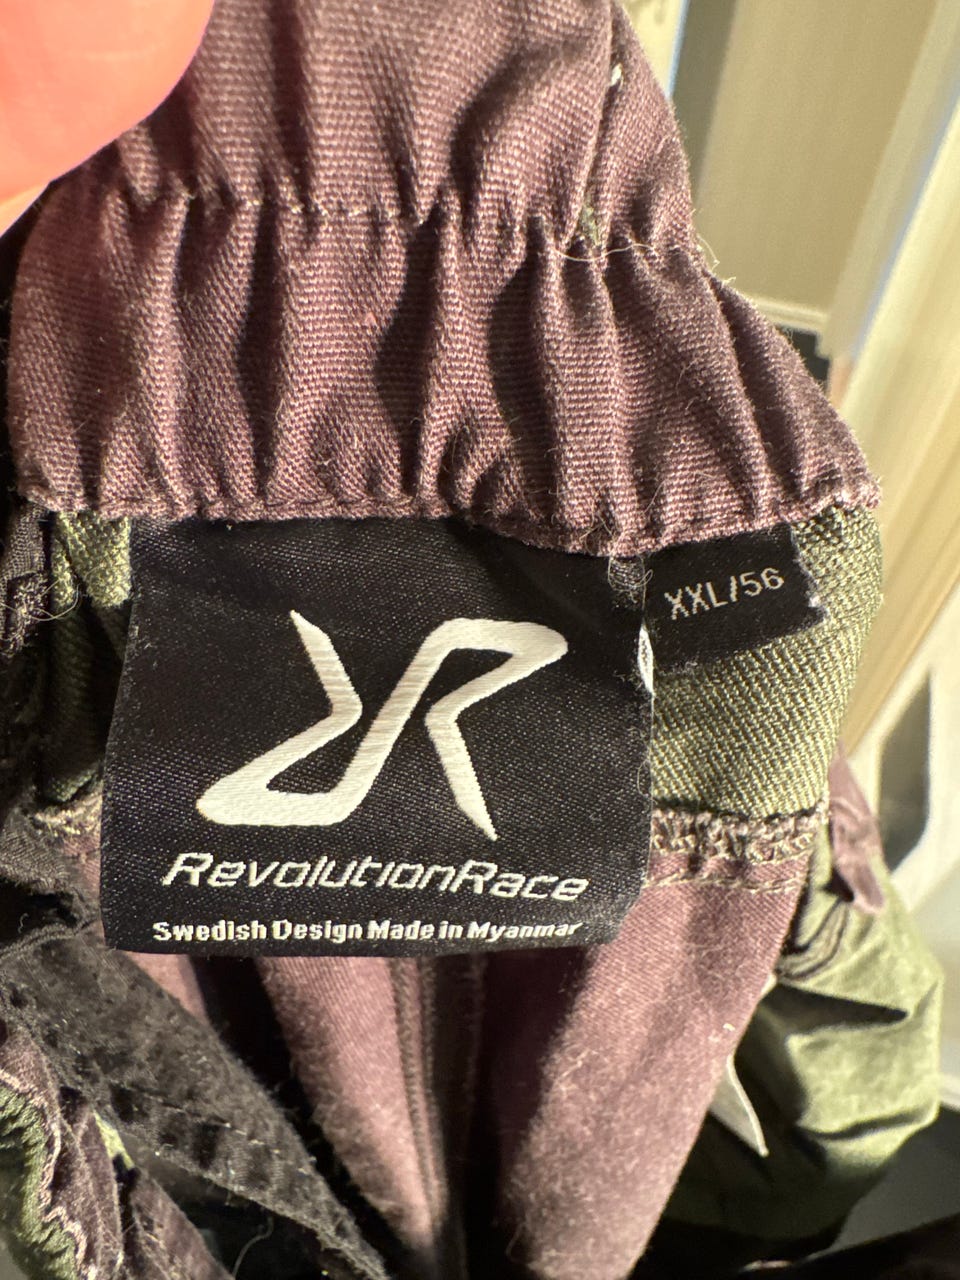 XXL/56
RevolutionRace
Swedish Design Made in Myanmar